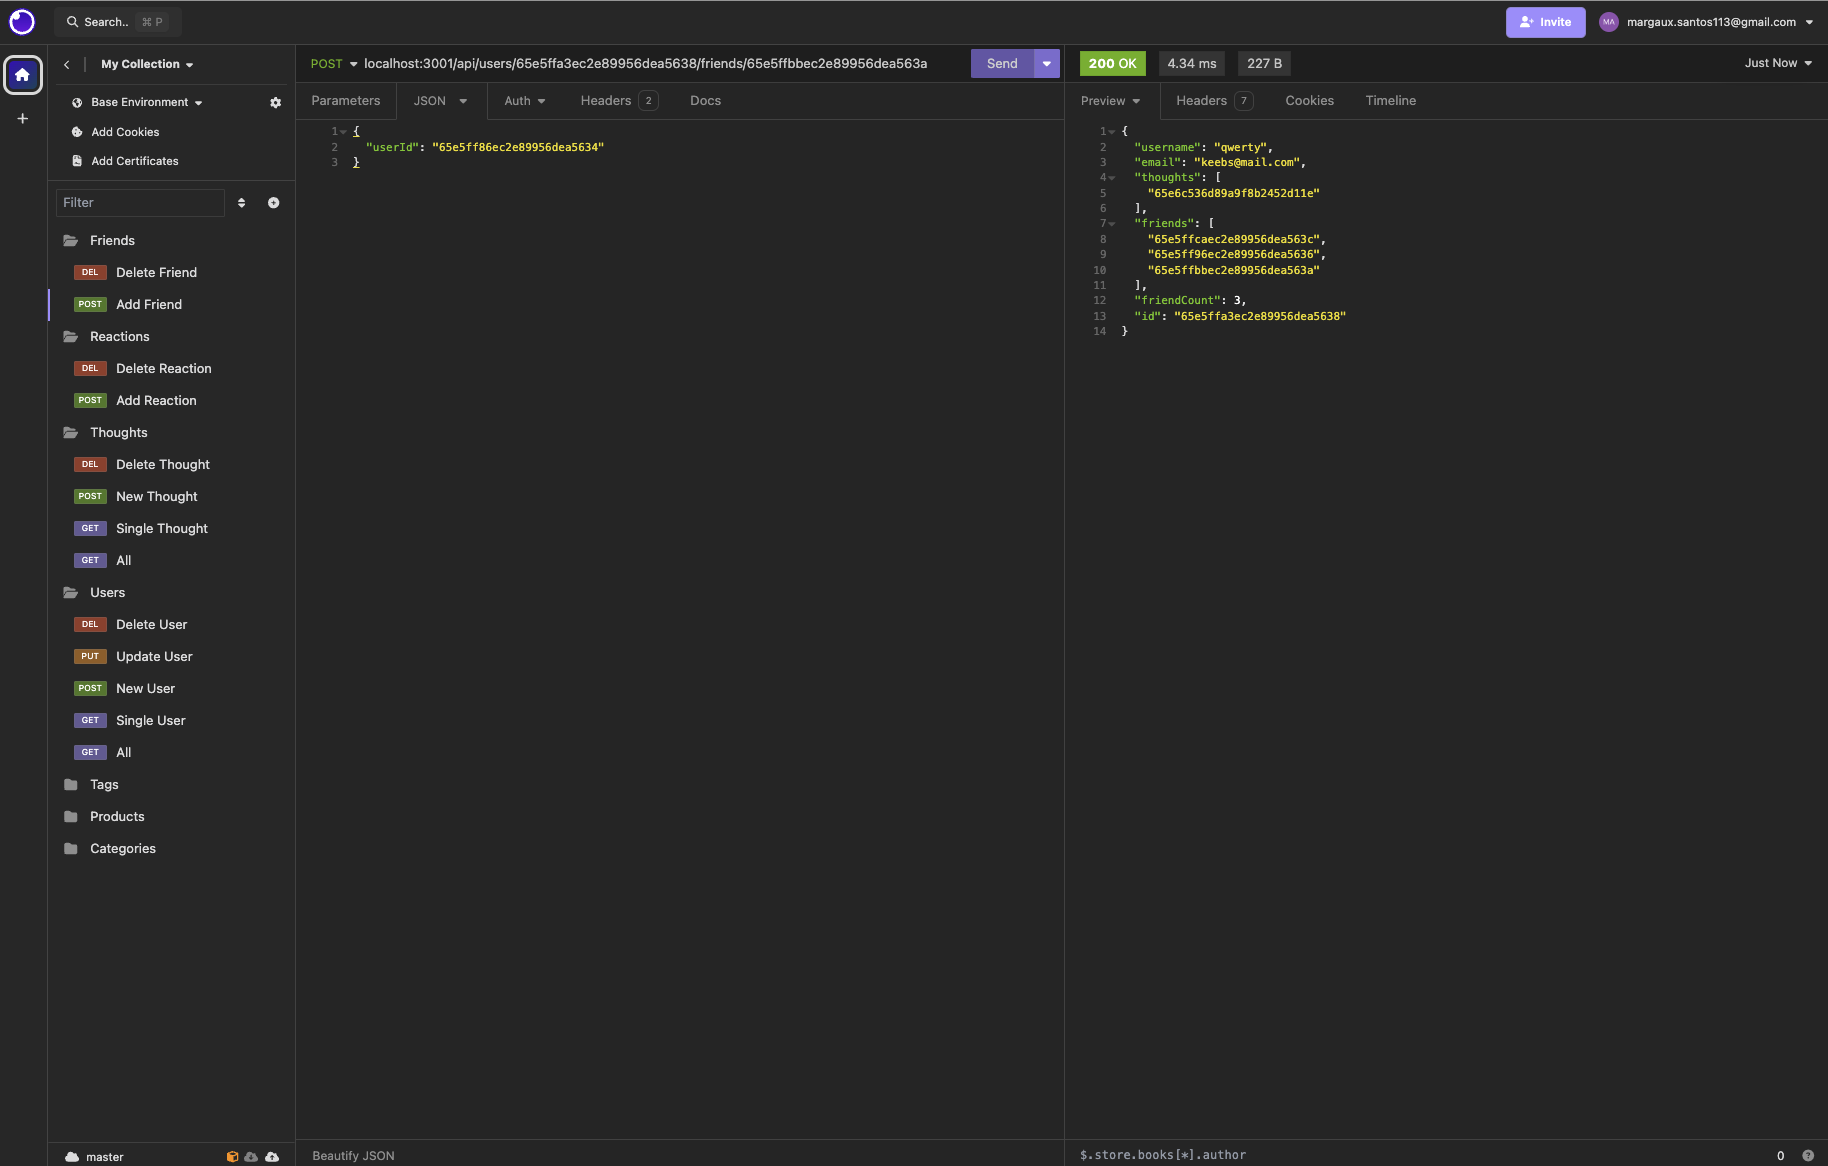 Search.. ⌘ P
Invite
MA margaux.santos113@gmail.com
My Collection
Base Environment
Add Cookies
Add Certificates
Filter
Friends
DEL Delete Friend
POST Add Friend
Reactions
DEL Delete Reaction
POST Add Reaction
Thoughts
DEL Delete Thought
POST New Thought
GET Single Thought
GET All
Users
DEL Delete User
PUT Update User
POST New User
GET Single User
GET All
Tags
Products
Categories
master
POST localhost:3001/api/users/65e5ffa3ec2e89956dea5638/friends/65e5ffbbec2e89956dea563a Send
Parameters JSON Auth Headers 2 Docs
1 {
2 "userId": "65e5ff86ec2e89956dea5634"
3 }
Beautify JSON
200 OK 4.34 ms 227 B Just Now
Preview Headers 7 Cookies Timeline
1 {
2 "username": "qwerty",
3 "email": "keebs@mail.com",
4 "thoughts": [
5 "65e6c536d89a9f8b2452d11e"
6 ],
7 "friends": [
8 "65e5ffcaec2e89956dea563c",
9 "65e5ff96ec2e89956dea5636",
10 "65e5ffbbec2e89956dea563a"
11 ],
12 "friendCount": 3,
13 "id": "65e5ffa3ec2e89956dea5638"
14 }
$.store.books[*].author 0 ?